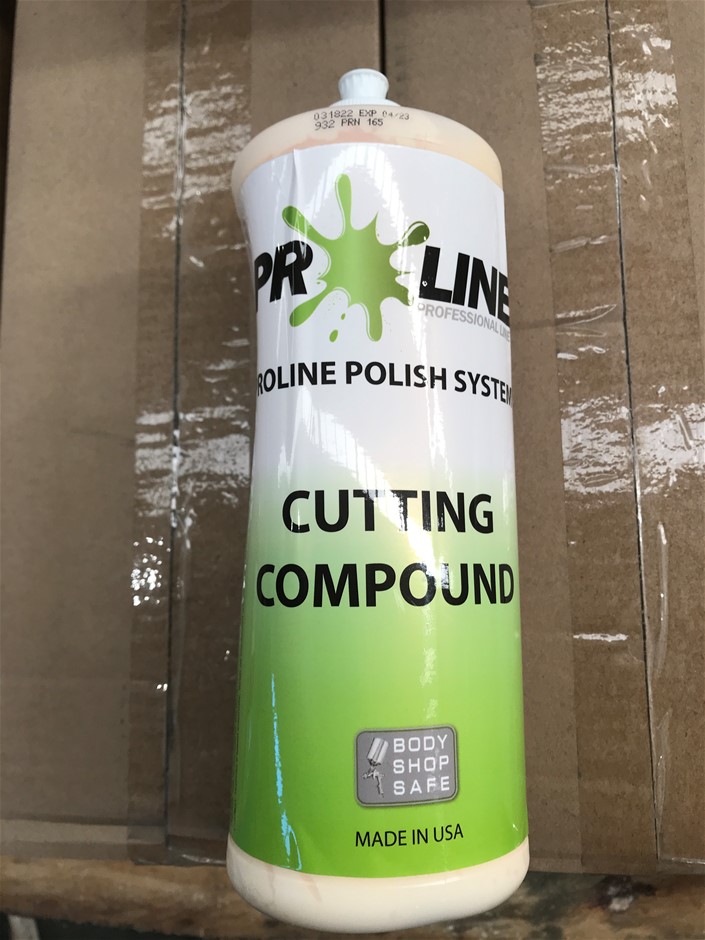 031822 EXP 04/23
932 PRN 165
PR LINE
PROFESSIONAL LINE
ROLINE POLISH SYSTEM
CUTTING
COMPOUND
BODY
SHOP
SAFE
MADE IN USA